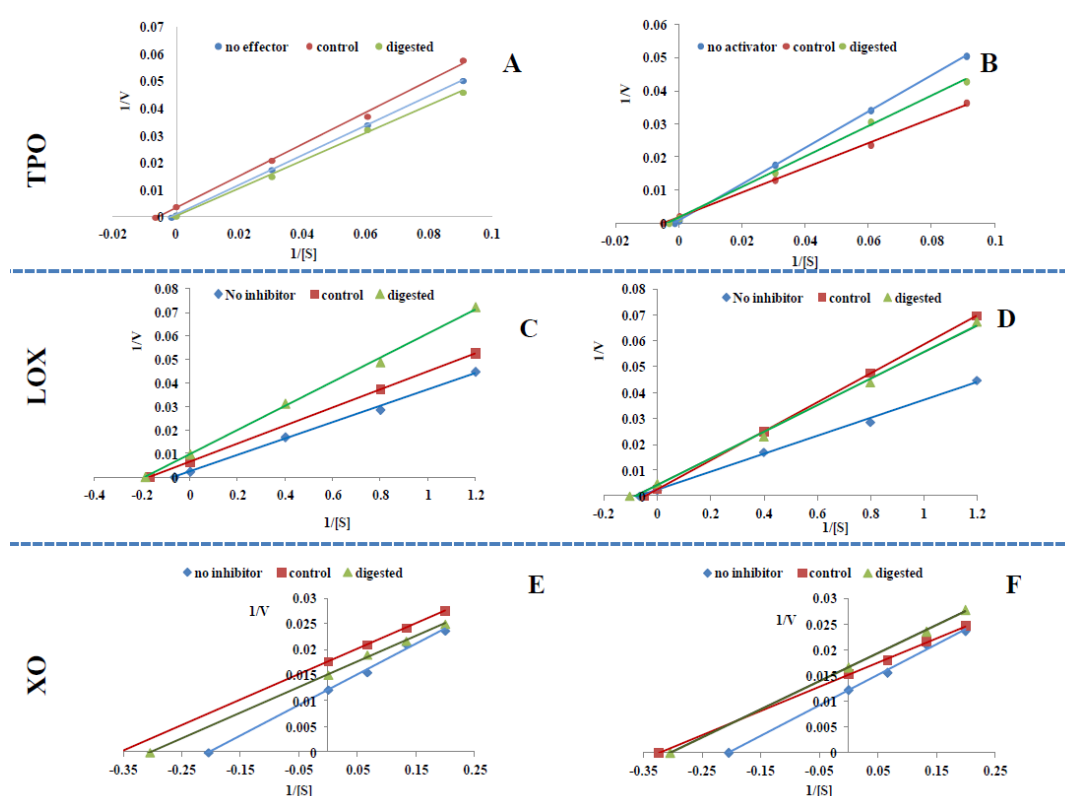 TPO
0.07
0.06
0.05
0.04
0.03
0.02
0.01
0
1/V
no effector control digested
A
-0.02 0 0.02 0.04 0.06 0.08 0.1
1/[S]
0.06
0.05
0.04
0.03
0.02
0.01
0
1/V
no activator control digested
B
-0.02 0 0.02 0.04 0.06 0.08 0.1
1/[S]
LOX
0.08
0.07
0.06
0.05
0.04
0.03
0.02
0.01
0
1/V
No inhibitor control digested
C
-0.4 -0.2 0 0.2 0.4 0.6 0.8 1 1.2
1/[S]
0.08
0.07
0.06
0.05
0.04
0.03
0.02
0.01
0
1/V
No inhibitor control digested
D
-0.2 0 0.2 0.4 0.6 0.8 1 1.2
1/[S]
XO
no inhibitor control digested
E
1/V
0.03
0.025
0.02
0.015
0.01
0.005
0
-0.35 -0.25 -0.15 -0.05 0.05 0.15 0.25
1/[S]
no inhibitor control digested
F
1/V
0.03
0.025
0.02
0.015
0.01
0.005
0
-0.35 -0.25 -0.15 -0.05 0.05 0.15 0.25
1/[S]